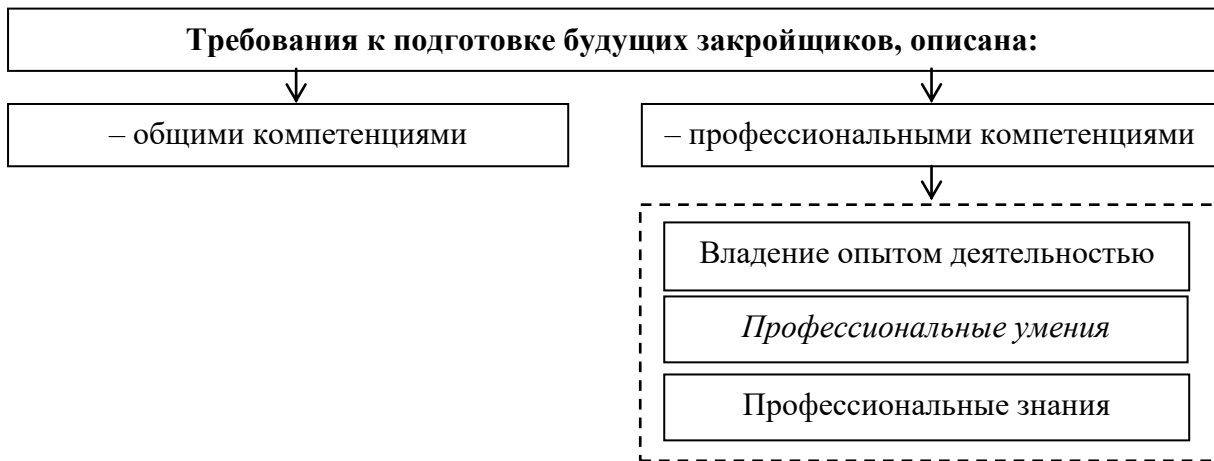 Требования к подготовке будущих закройщиков, описана:
– общими компетенциями
– профессиональными компетенциями
Владение опытом деятельностью
Профессиональные умения
Профессиональные знания